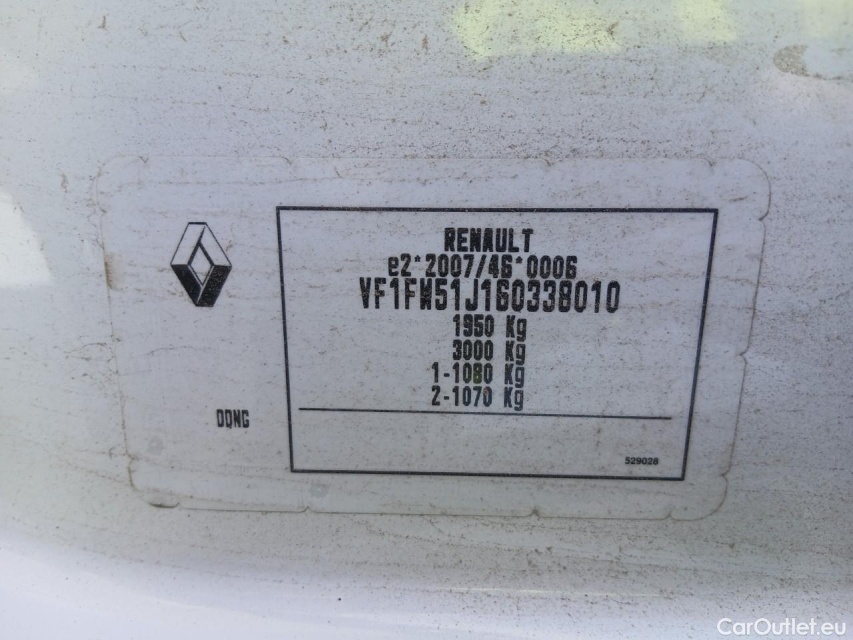 RENAULT
e2*2007/46*0006
VF1FW51J160338010
1950 Kg
3000 Kg
1-1080 Kg
2-1070 Kg
DQNG
529028
CarOutlet.eu